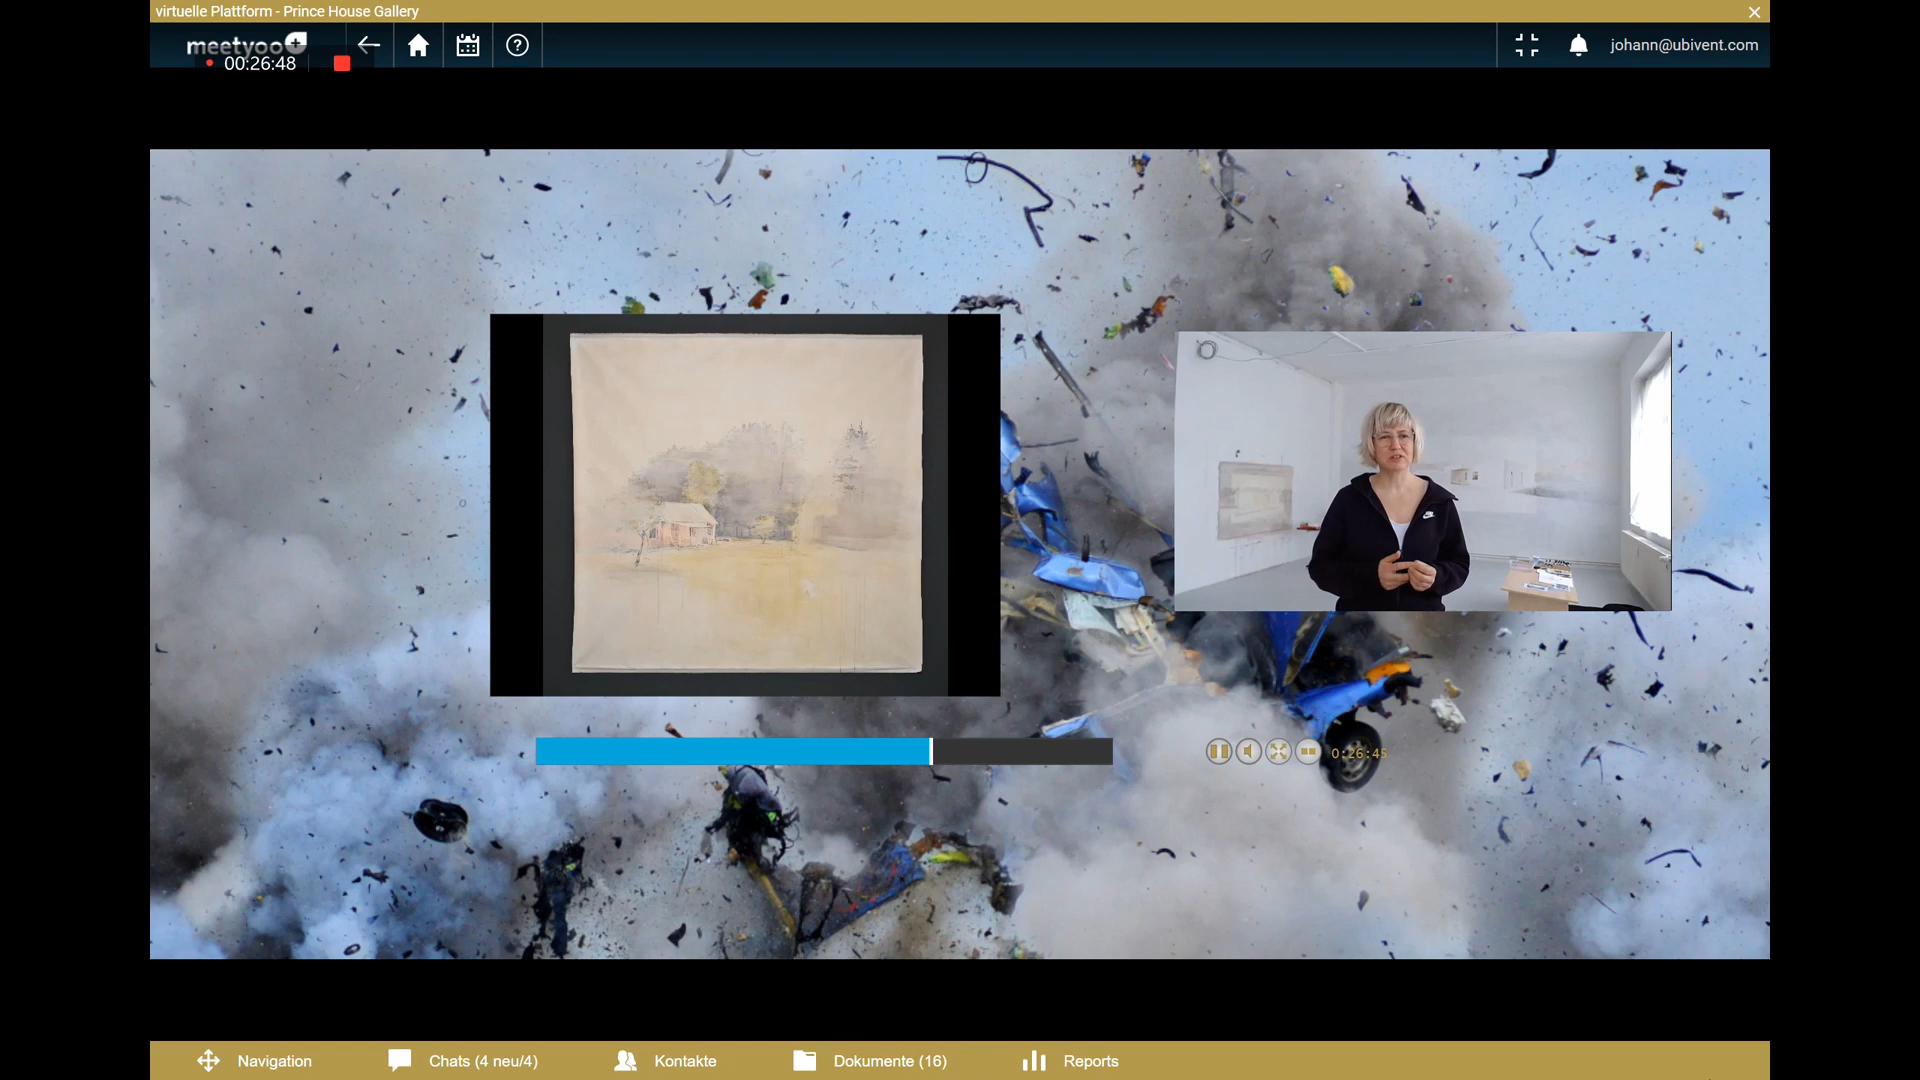 virtuelle Plattform - Prince House Gallery
meetyoo
johann@ubivent.com
00:26:48
0:26:45
Navigation
Chats (4 neu/4)
Kontakte
Dokumente (16)
Reports